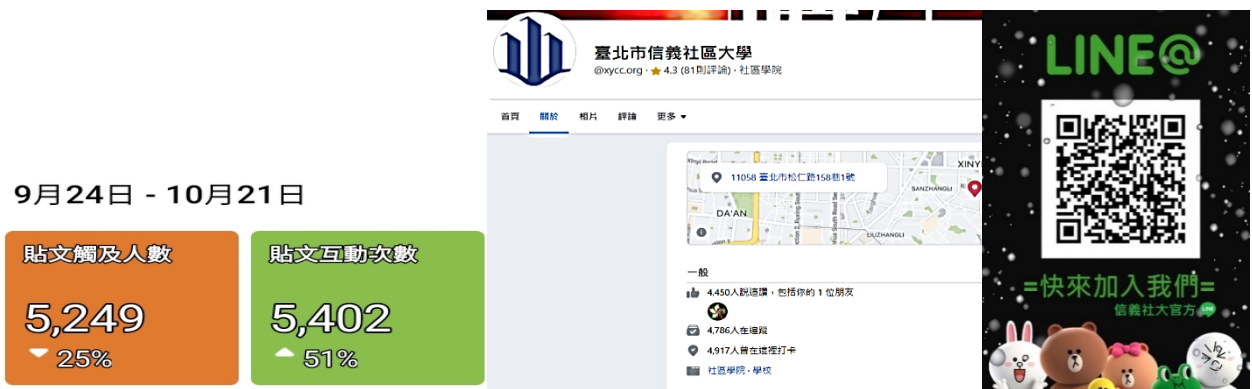 9月24日 - 10月21日
貼文觸及人數
5,249
25%
貼文互動次數
5,402
51%
臺北市信義社區大學
@xycc.org · 4.3 (81則評論) · 社區學院
首頁 關於 相片 評論 更多
11058 臺北市松仁路158巷1號
XINYI
SANZHANGLI
DA'AN
LIUZHANGLI
一般
4,450人說這讚，包括你的 1 位朋友
4,786人在追蹤
4,917人曾在這裡打卡
社區學院 · 學校
LINE@
=快來加入我們=
信義社大官方
LINE